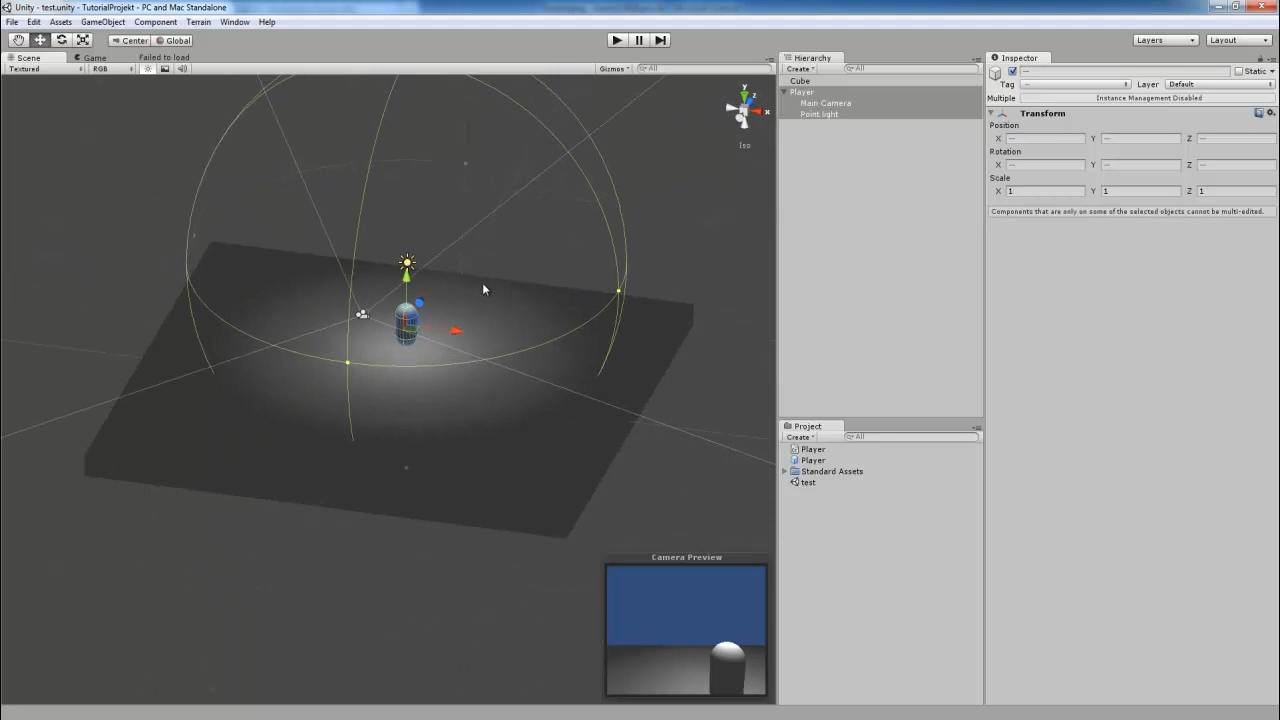 Unity - test.unity - TutorialProjekt - PC and Mac Standalone
File Edit Assets GameObject Component Terrain Window Help
Center Global Layers Layout
Scene Game Failed to load
Textured RGB Gizmos All
y
z
x
Iso
Camera Preview
Hierarchy
Create All
Cube
Player
Main Camera
Point light
Project
Create All
Player
Player
Standard Assets
test
Inspector
— Static
Tag — Layer Default
Multiple Instance Management Disabled
Transform
Position
X — Y — Z —
Rotation
X — Y — Z —
Scale
X 1 Y 1 Z 1
Components that are only on some of the selected objects cannot be multi-edited.